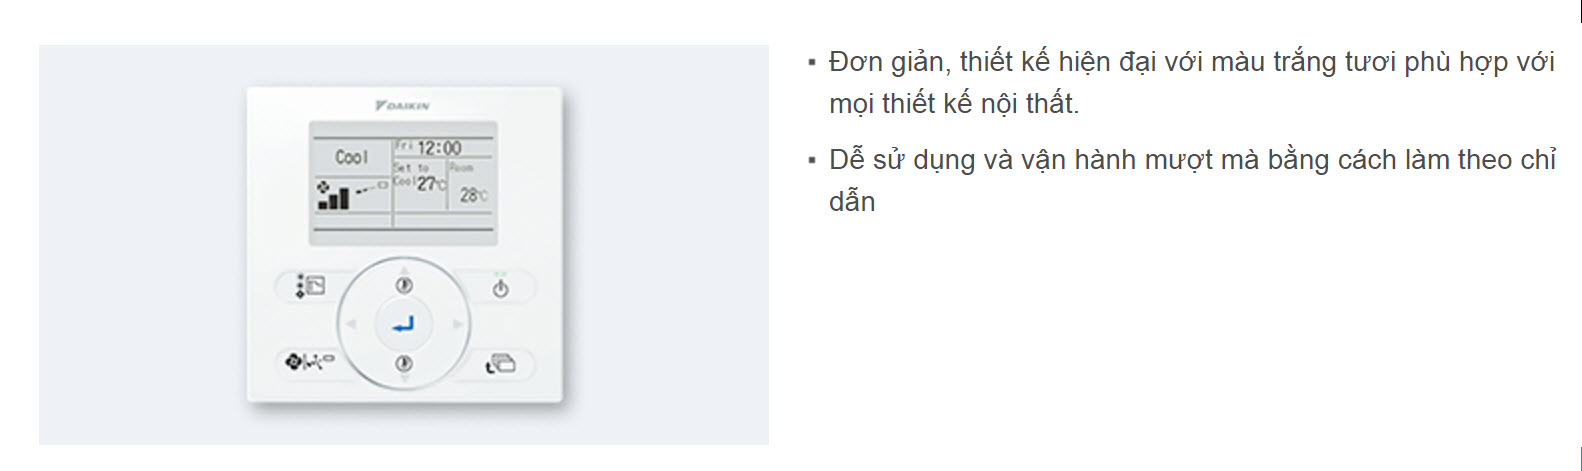 DAIKIN
Cool
Fri 12:00
Set to
Room
Cool 27°C
28°C
▪ Đơn giản, thiết kế hiện đại với màu trắng tươi phù hợp với
mọi thiết kế nội thất.
▪ Dễ sử dụng và vận hành mượt mà bằng cách làm theo chỉ
dẫn